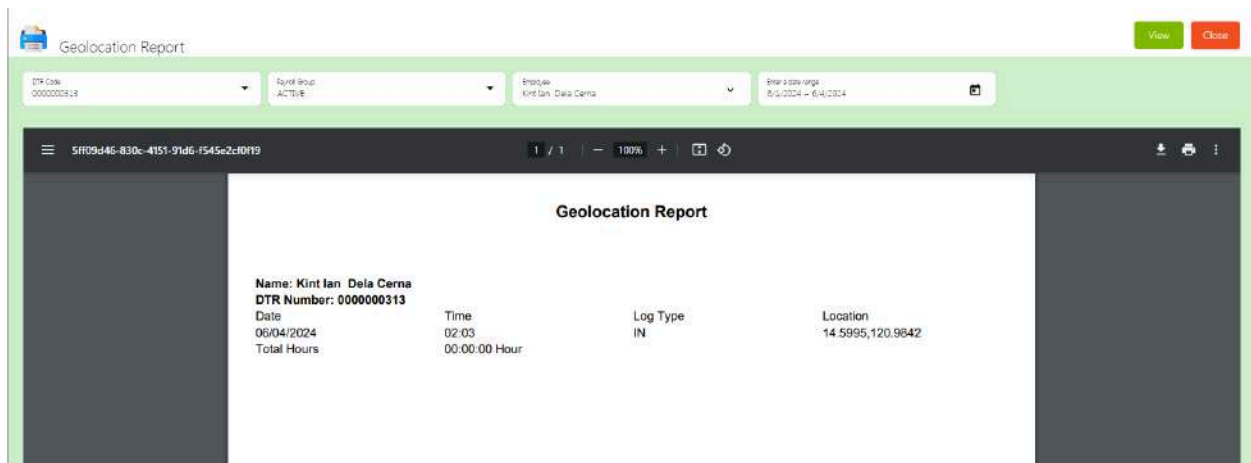 Geolocation Report
View
Close
DTR Code
0000000313
Payroll Group
ACTIVE
Employee
Kint Ian Dela Cerna
Enter a date range
6/4/2024
5ff09d46-830c-4151-91d6-f545e2cf0f19
1 / 1
100%
Geolocation Report
Name: Kint Ian Dela Cerna
DTR Number: 0000000313
Date Time Log Type Location
06/04/2024 02:03 IN 14.5995,120.9842
Total Hours 00:00:00 Hour